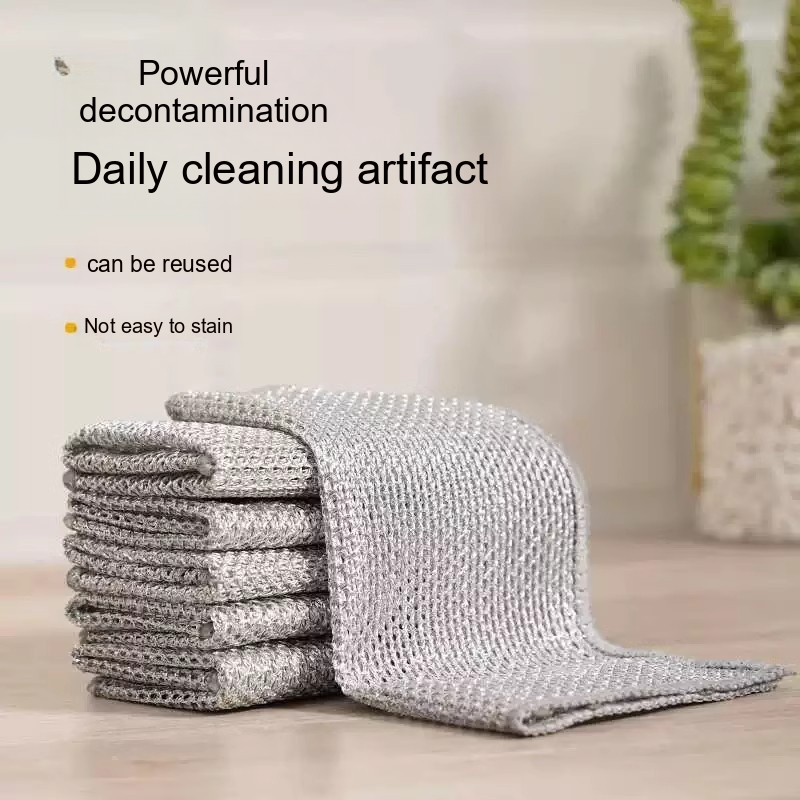 Powerful
decontamination
Daily cleaning artifact
can be reused
Not easy to stain